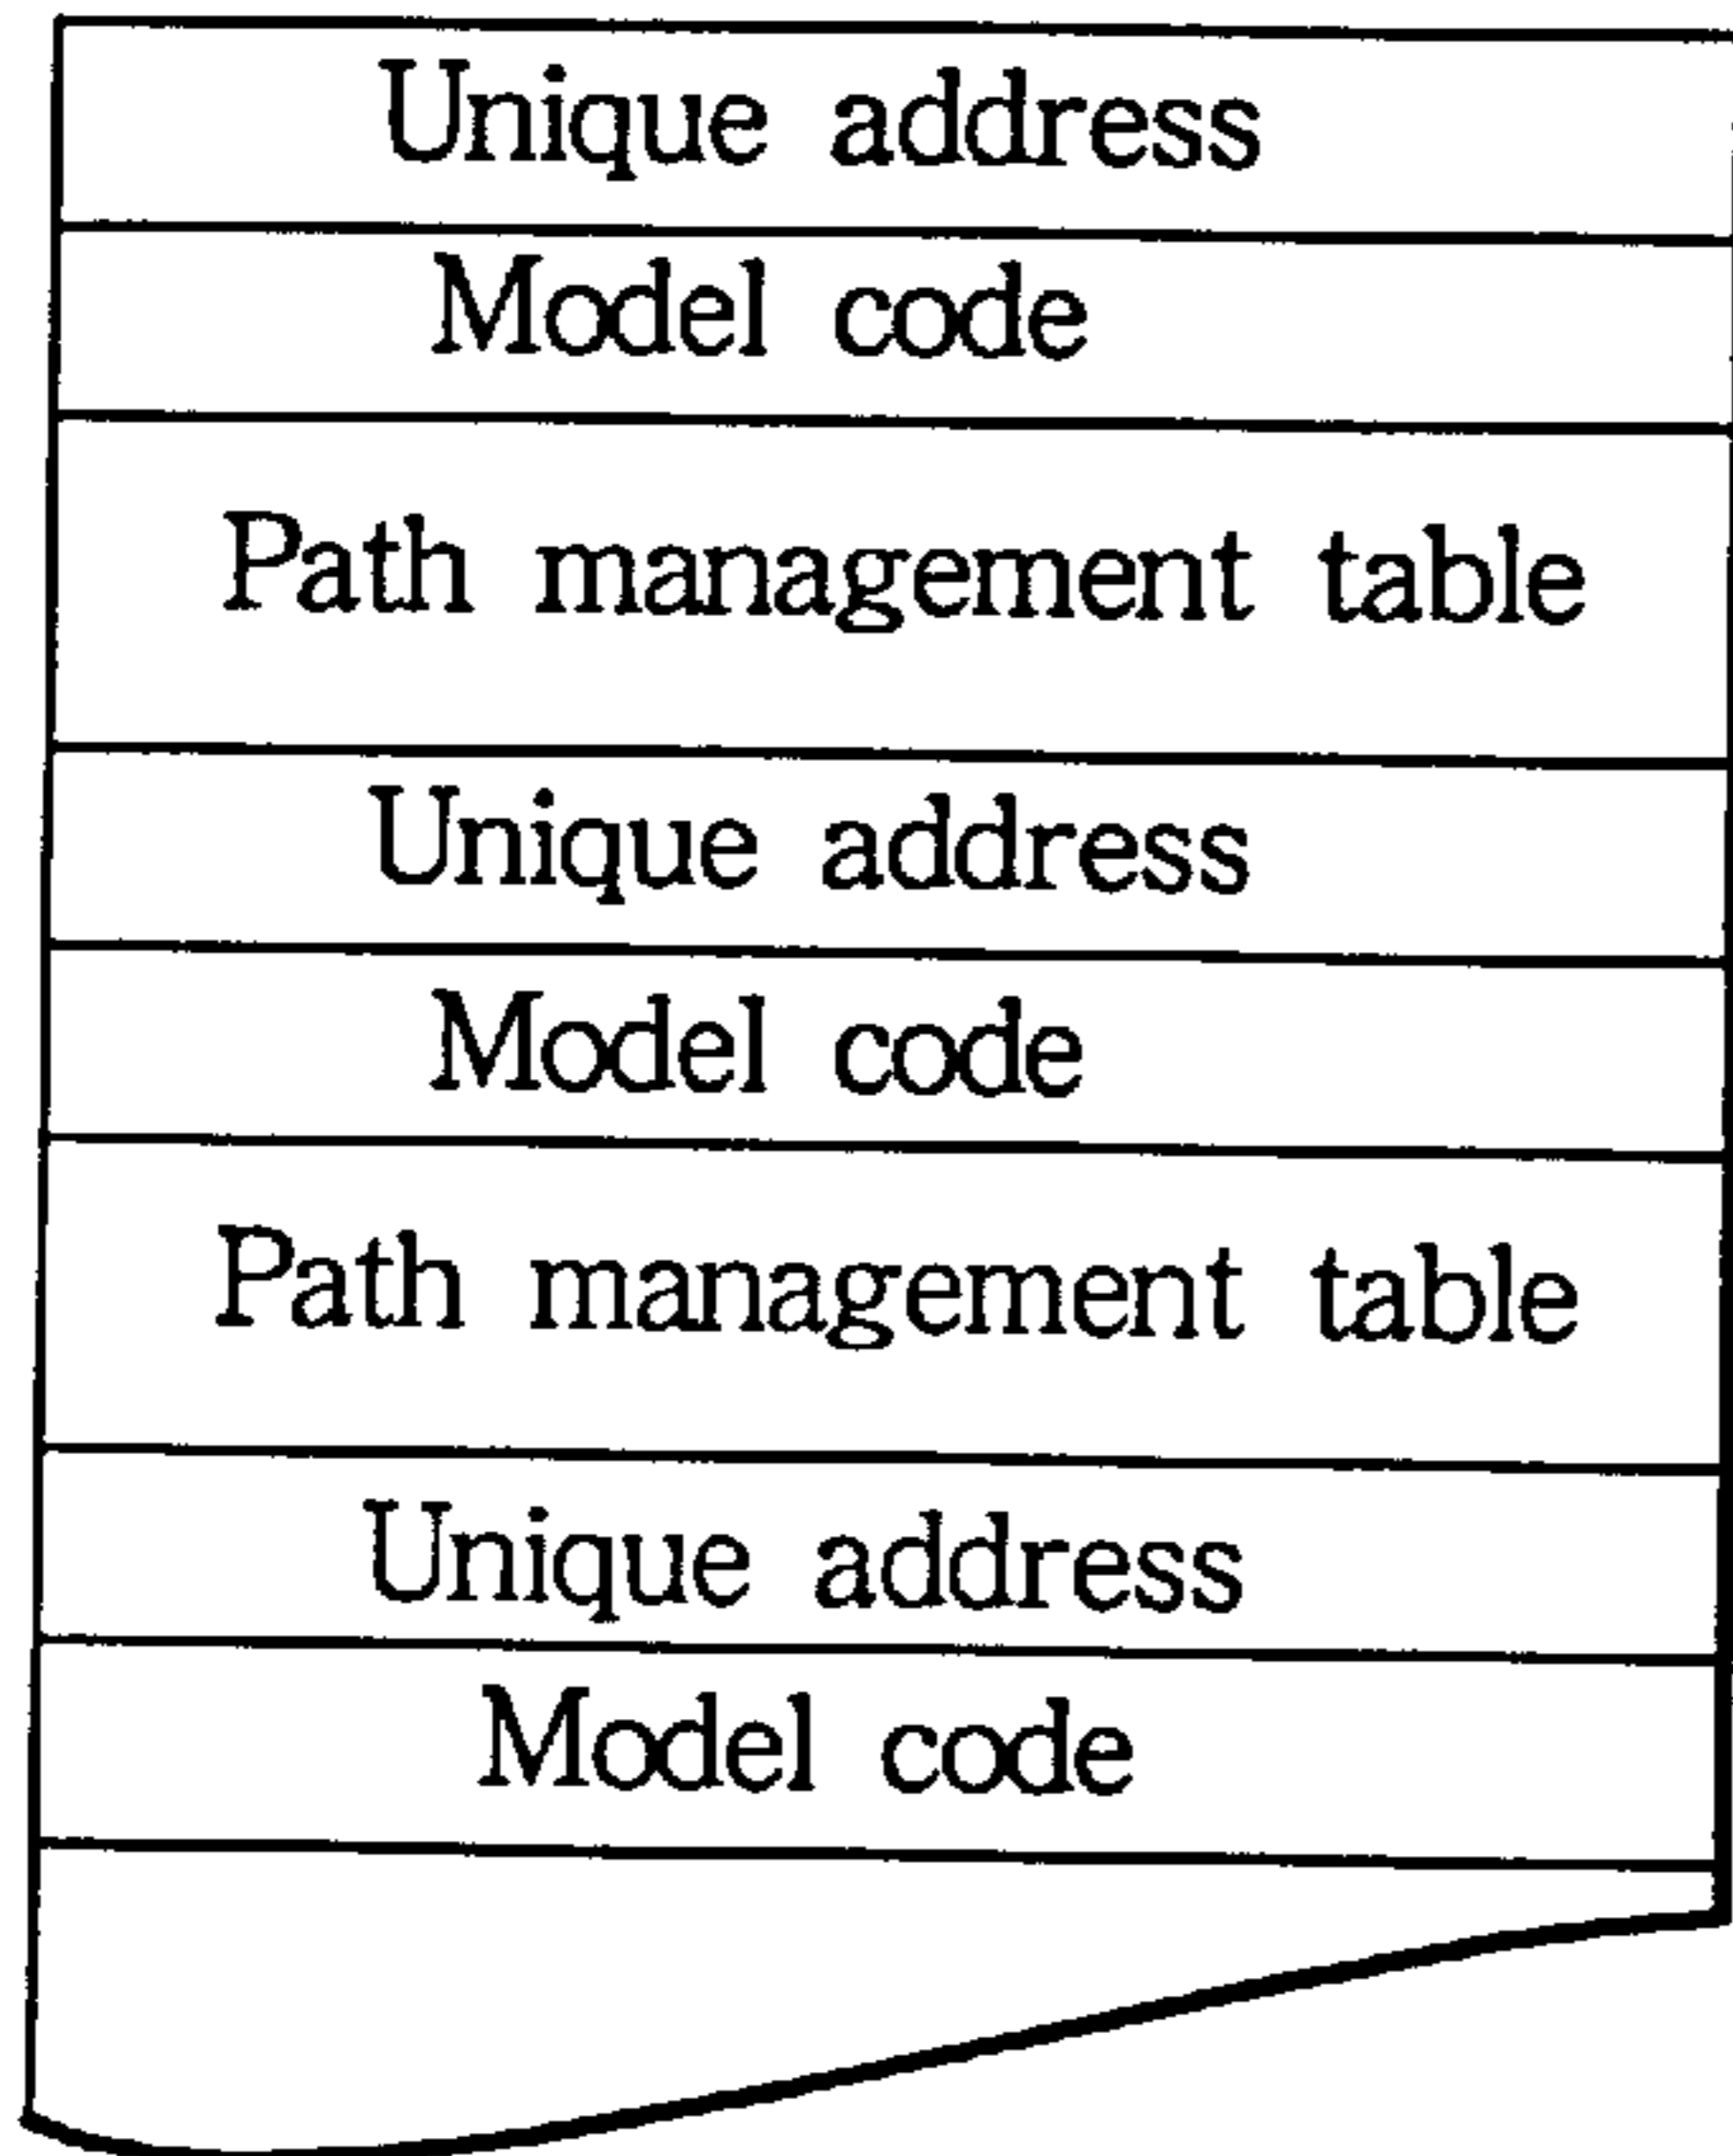 Unique address
Model code
Path management table
Unique address
Model code
Path management table
Unique address
Model code